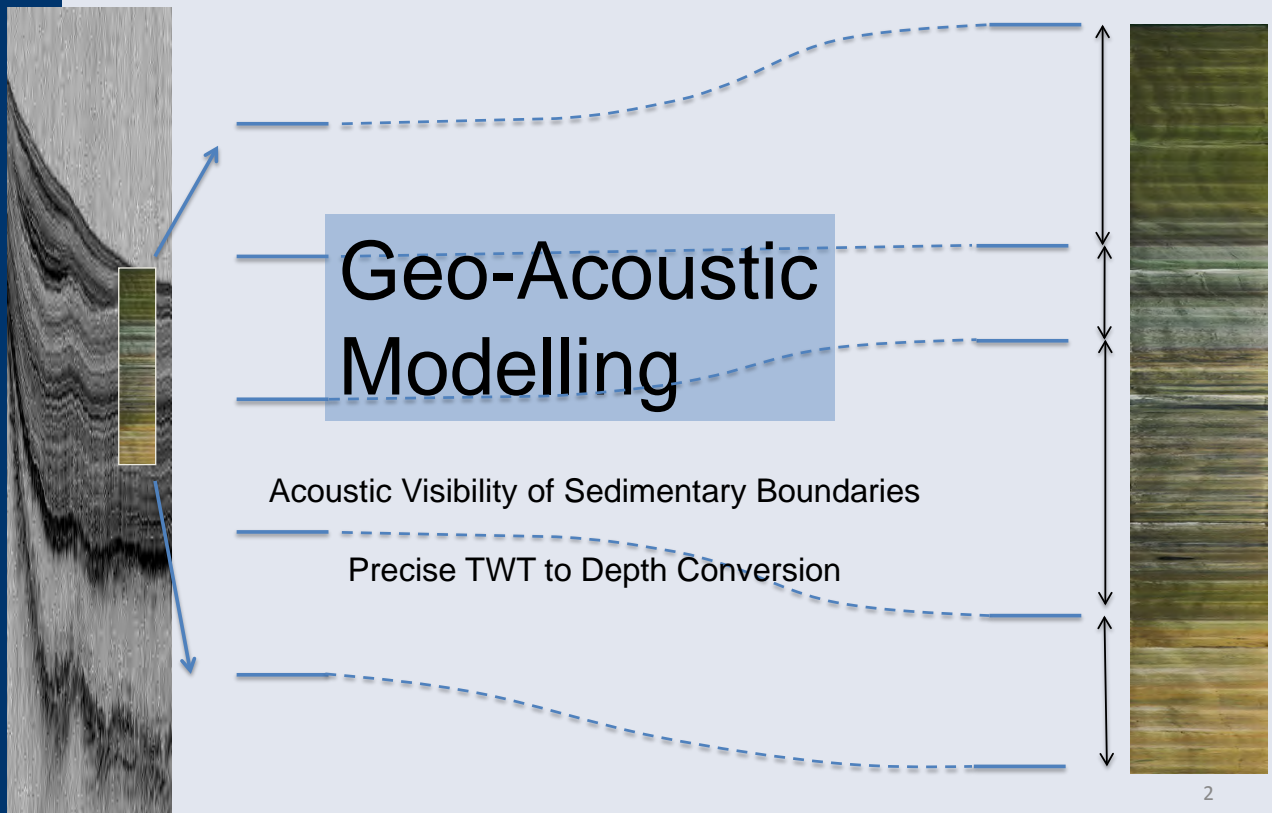 Geo-Acoustic
Modelling
Acoustic Visibility of Sedimentary Boundaries
Precise TWT to Depth Conversion
2